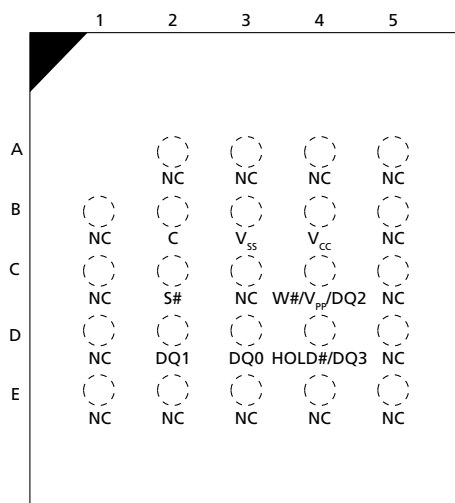 1 2 3 4 5
A
NC NC NC NC
B
NC C VSS VCC NC
C
NC S# NC W#/VPP/DQ2 NC
D
NC DQ1 DQ0 HOLD#/DQ3 NC
E
NC NC NC NC NC